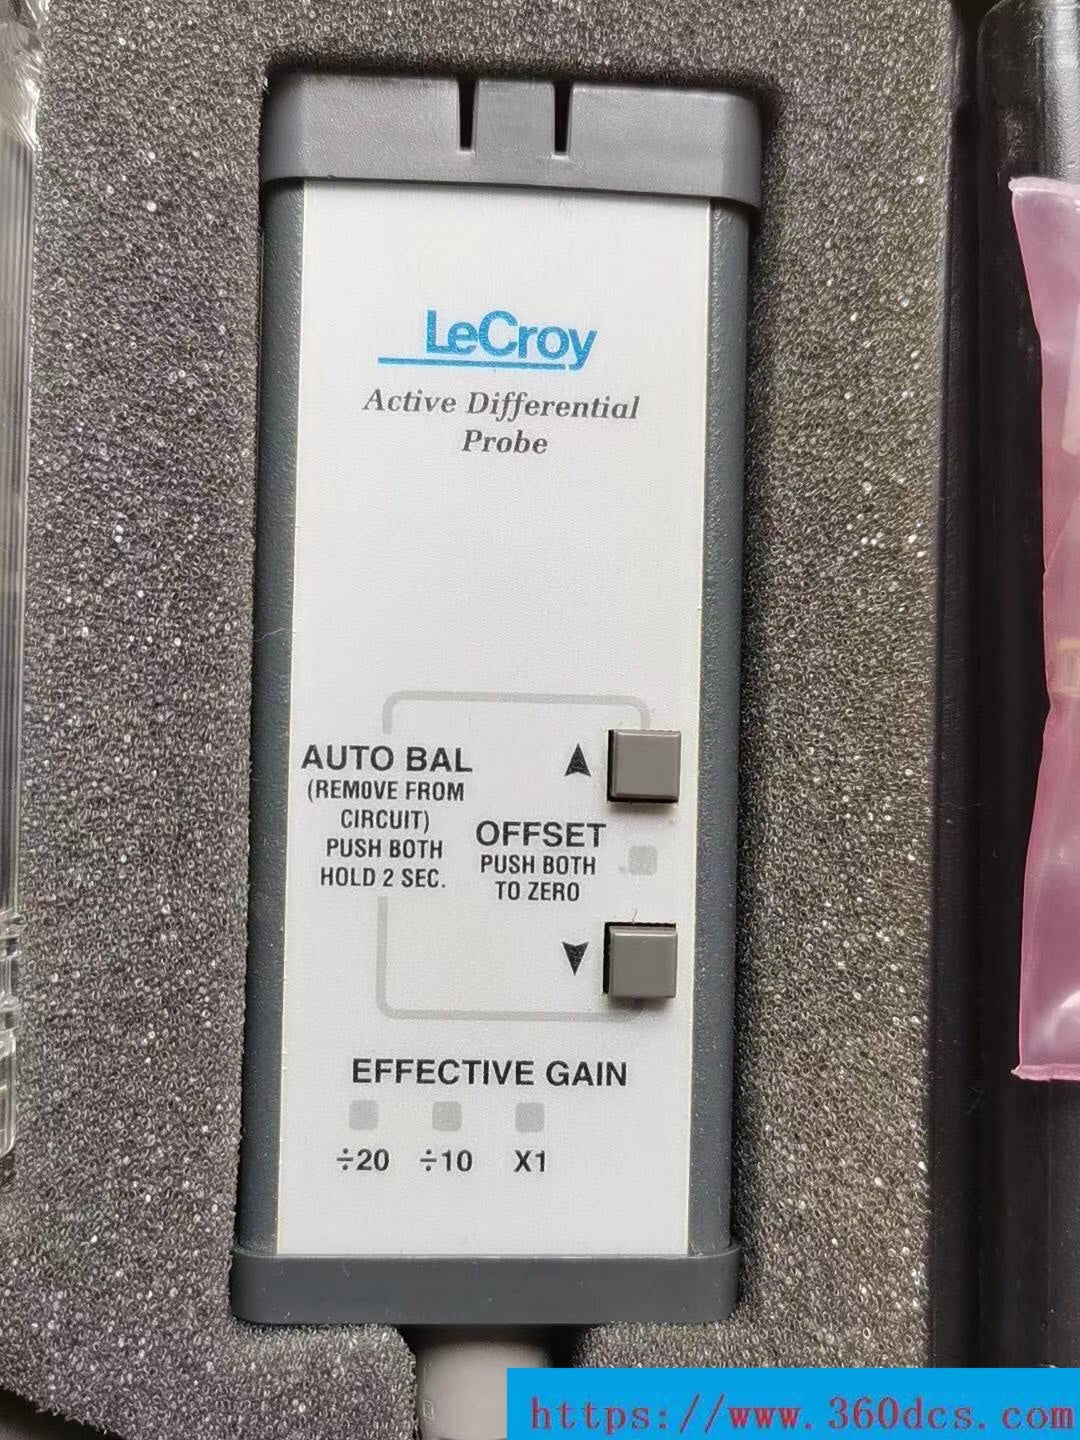 LeCroy
Active Differential
Probe
AUTO BAL
(REMOVE FROM
CIRCUIT)
PUSH BOTH
HOLD 2 SEC.
OFFSET
PUSH BOTH
TO ZERO
EFFECTIVE GAIN
÷20 ÷10 X1
https://www.360dcs.com